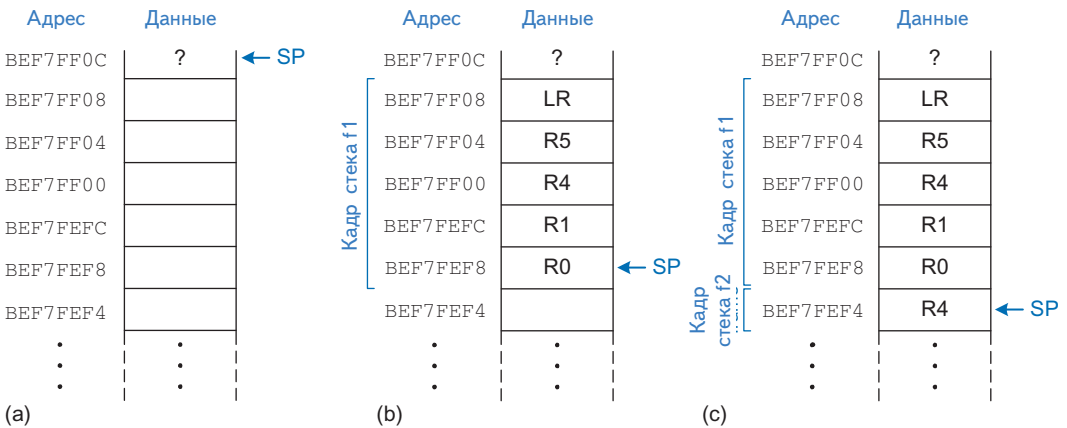 Адрес Данные
BEF7FF0C ? SP
BEF7FF08
BEF7FF04
BEF7FF00
BEF7FEFC
BEF7FEF8
BEF7FEF4
(a)
Адрес Данные
BEF7FF0C ?
BEF7FF08 LR
BEF7FF04 R5
BEF7FF00 R4
BEF7FEFC R1
BEF7FEF8 R0 SP
BEF7FEF4
Кадр стека f1
(b)
Адрес Данные
BEF7FF0C ?
BEF7FF08 LR
BEF7FF04 R5
BEF7FF00 R4
BEF7FEFC R1
BEF7FEF8 R0
BEF7FEF4 R4 SP
Кадр стека f1
Кадр
стека f2
(c)